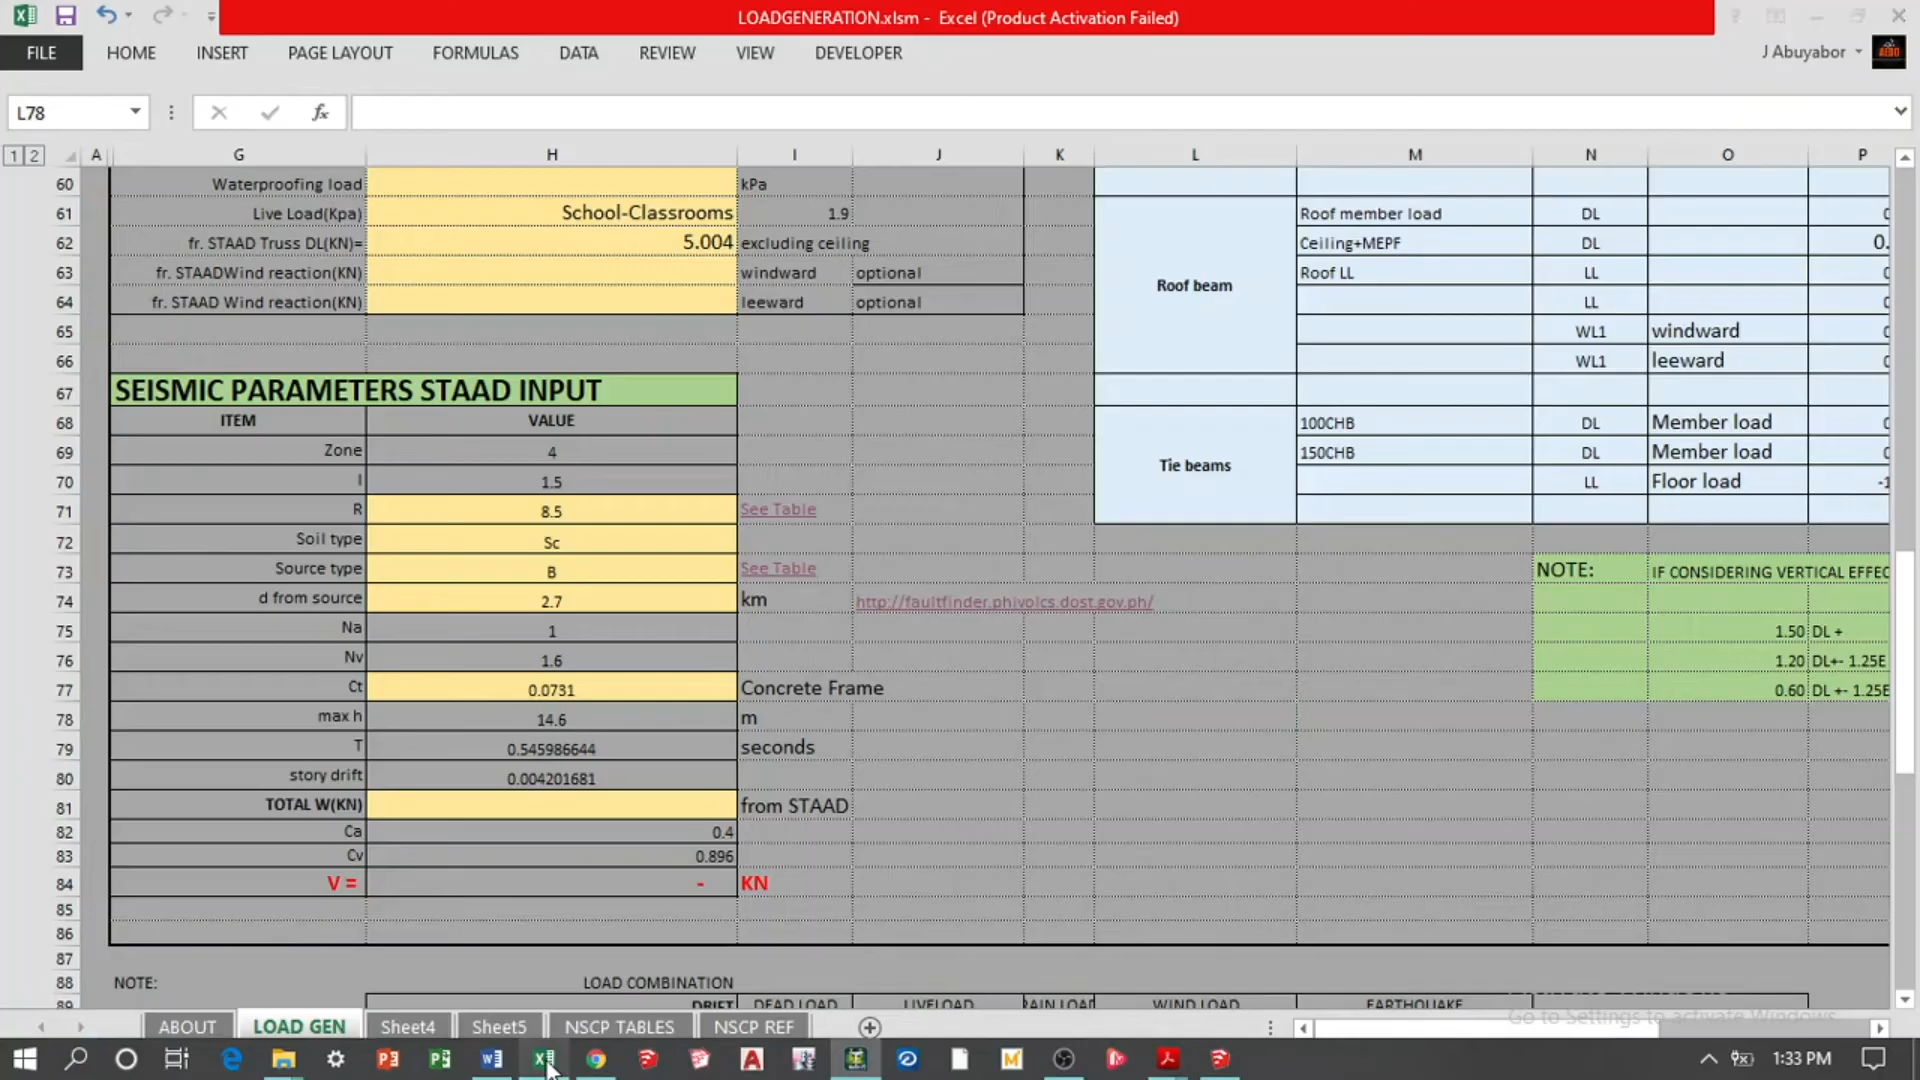 LOADGENERATION.xlsm - Excel (Product Activation Failed)
FILE HOME INSERT PAGE LAYOUT FORMULAS DATA REVIEW VIEW DEVELOPER J Abuyabor
L78
1 2 A G H I J K L M N O P
60 Waterproofing load kPa
61 Live Load(Kpa) School-Classrooms 1.9 Roof member load DL
62 fr. STAAD Truss DL(KN)= 5.004 excluding ceiling Ceiling+MEPF DL 0.
63 fr. STAADWind reaction(KN) windward optional Roof beam Roof LL LL
64 fr. STAAD Wind reaction(KN) leeward optional LL
65 WL1 windward
66 WL1 leeward
67 SEISMIC PARAMETERS STAAD INPUT
68 ITEM VALUE 100CHB DL Member load
69 Zone 4 Tie beams 150CHB DL Member load
70 I 1.5 LL Floor load -1
71 R 8.5 See Table
72 Soil type Sc
73 Source type B See Table NOTE: IF CONSIDERING VERTICAL EFFEC
74 d from source 2.7 km http://faultfinder.phivolcs.dost.gov.ph/
75 Na 1 1.50 DL +
76 Nv 1.6 1.20 DL+- 1.25E
77 Ct 0.0731 Concrete Frame 0.60 DL +- 1.25E
78 max h 14.6 m
79 T 0.545986644 seconds
80 story drift 0.004201681
81 TOTAL W(KN) from STAAD
82 Ca 0.4
83 Cv 0.896
84 V = - KN
85
86
87
88 NOTE: LOAD COMBINATION
89 DRIFT DEAD LOAD LIVELOAD RAIN LOAD WIND LOAD EARTHQUAKE
Go to Settings to activate Windows.
ABOUT LOAD GEN Sheet4 Sheet5 NSCP TABLES NSCP REF
1:33 PM